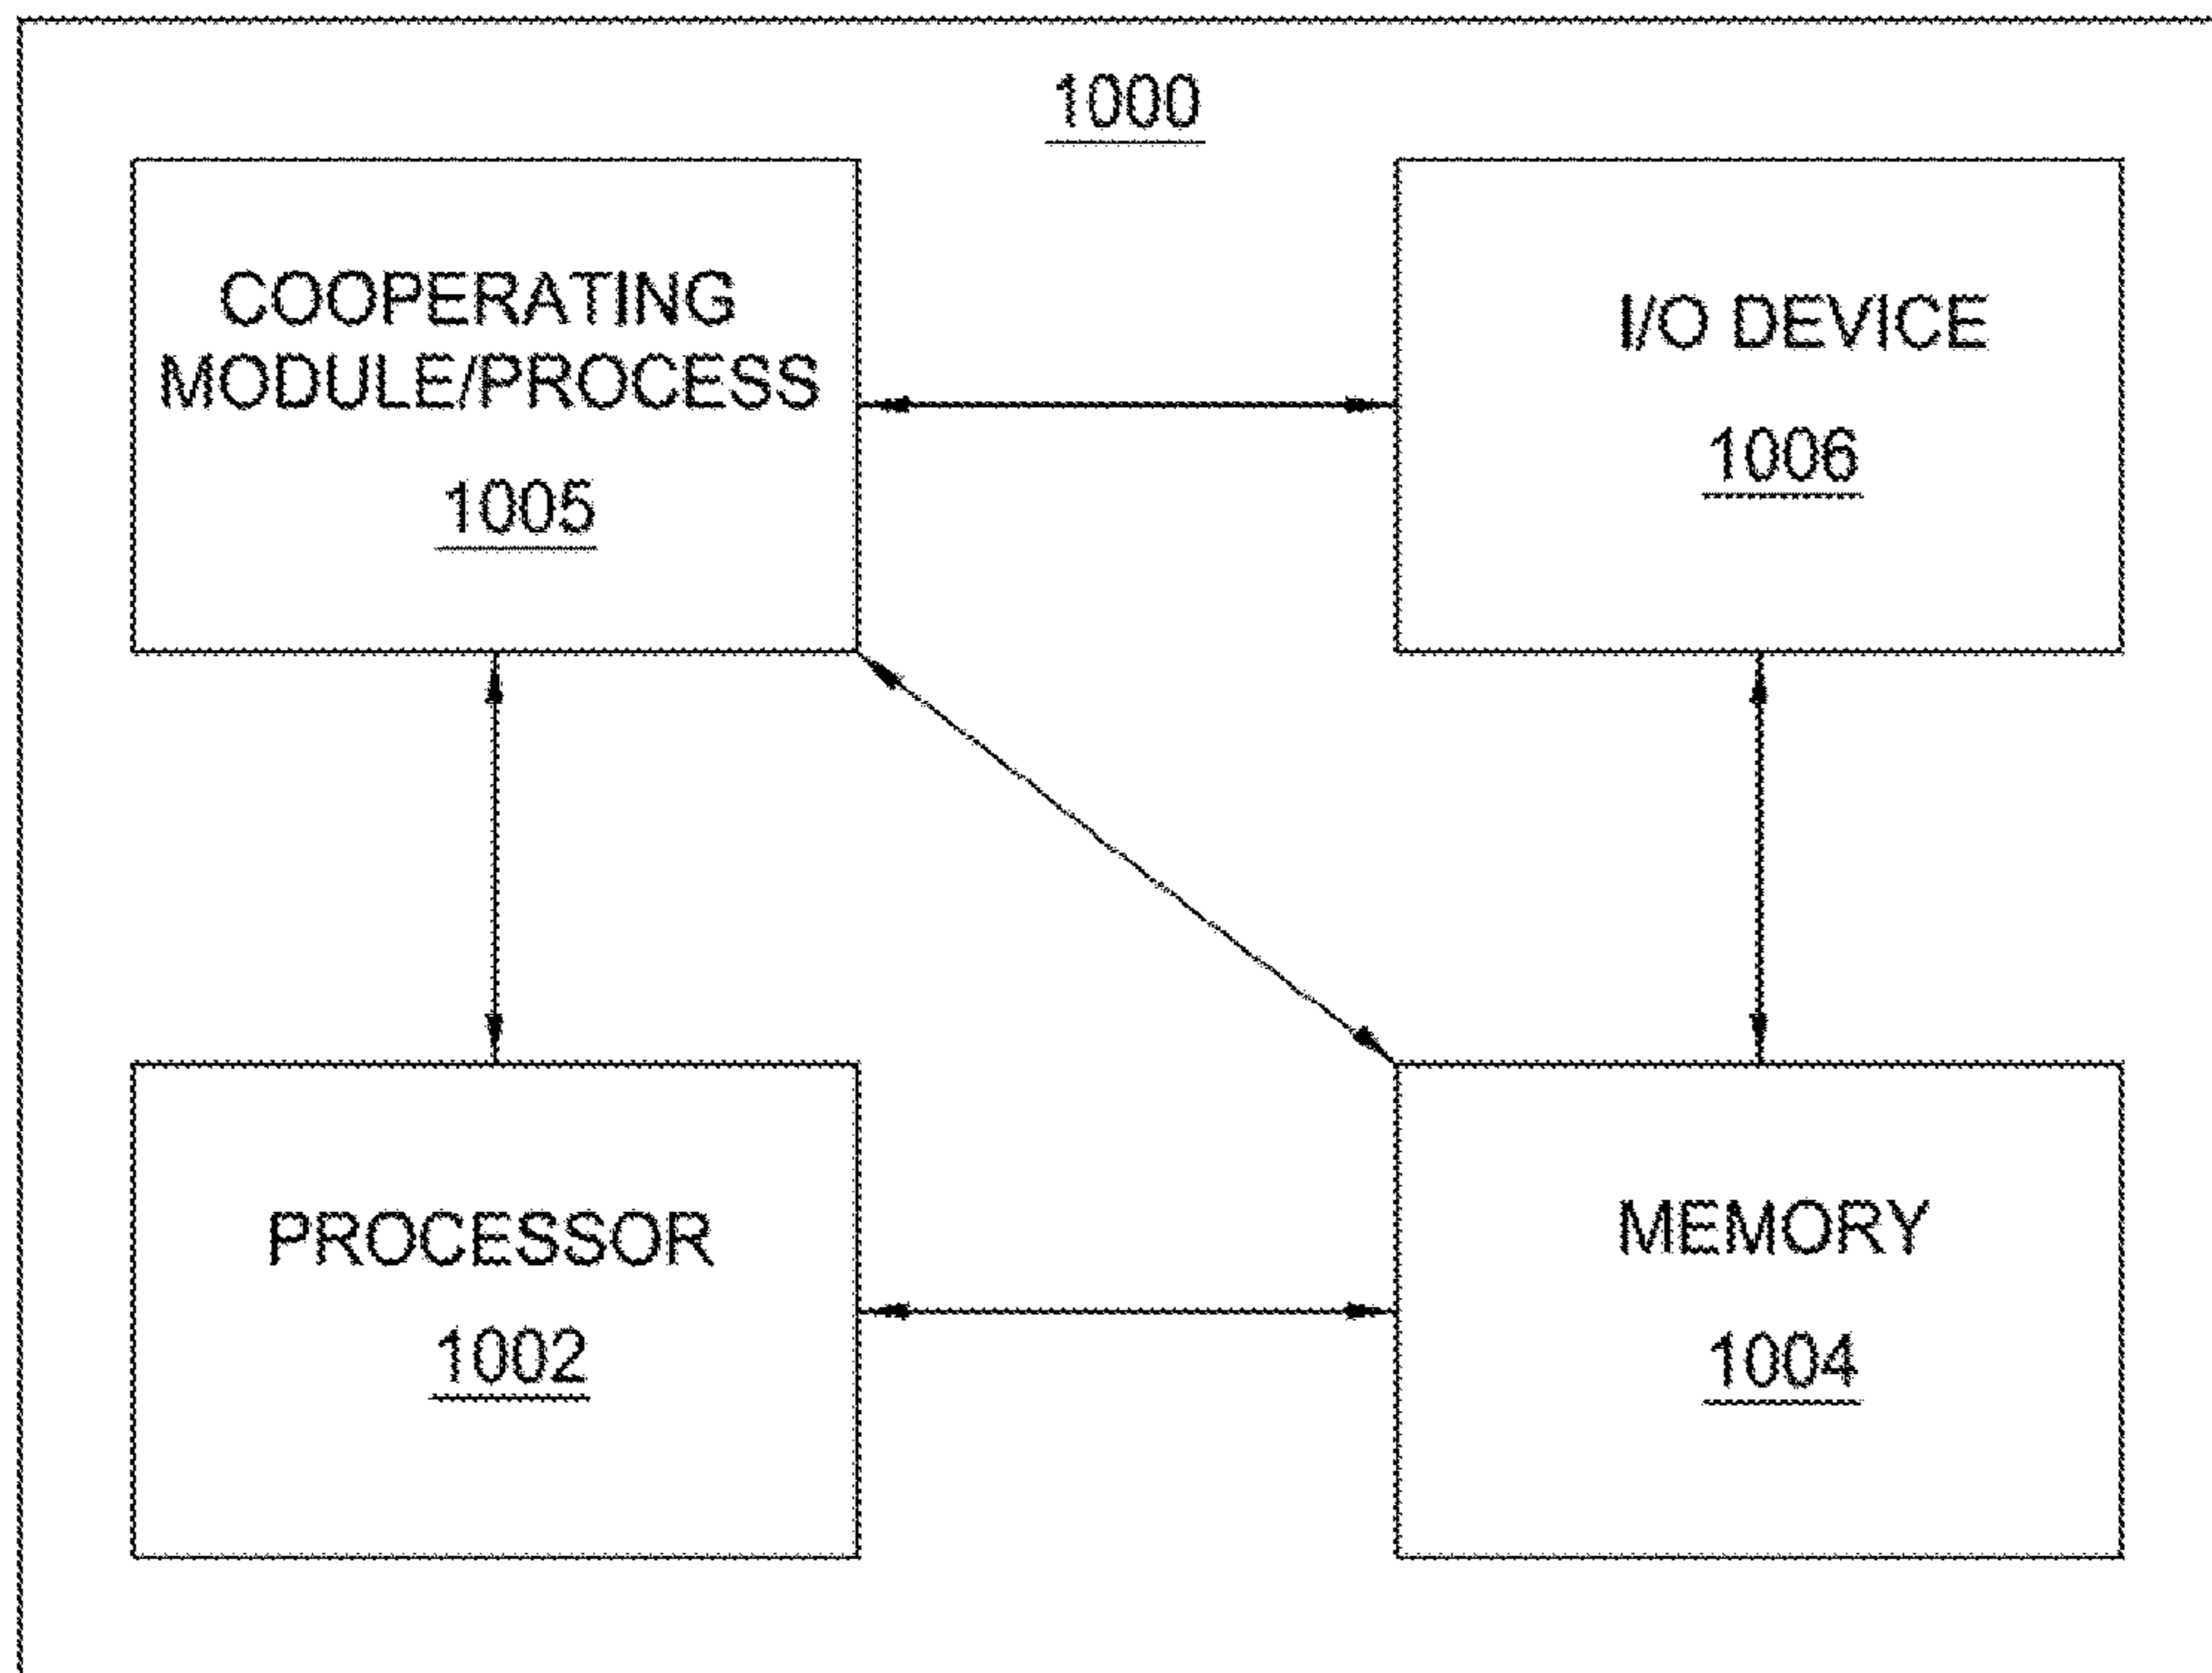 1000
COOPERATING
MODULE/PROCESS
1005
I/O DEVICE
1006
PROCESSOR
1002
MEMORY
1004